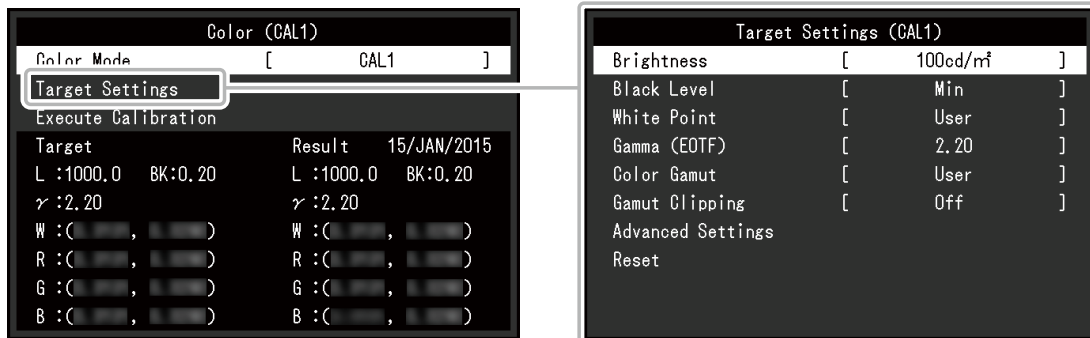 Color (CAL1)
Color Mode [ CAL1 ]
Target Settings
Execute Calibration
Target Result 15/JAN/2015
L :1000.0 BK:0.20 L :1000.0 BK:0.20
γ :2.20 γ :2.20
W :( , ) W :( , )
R :( , ) R :( , )
G :( , ) G :( , )
B :( , ) B :( , )
Target Settings (CAL1)
Brightness [ 100cd/㎡ ]
Black Level [ Min ]
White Point [ User ]
Gamma (EOTF) [ 2.20 ]
Color Gamut [ User ]
Gamut Clipping [ Off ]
Advanced Settings
Reset